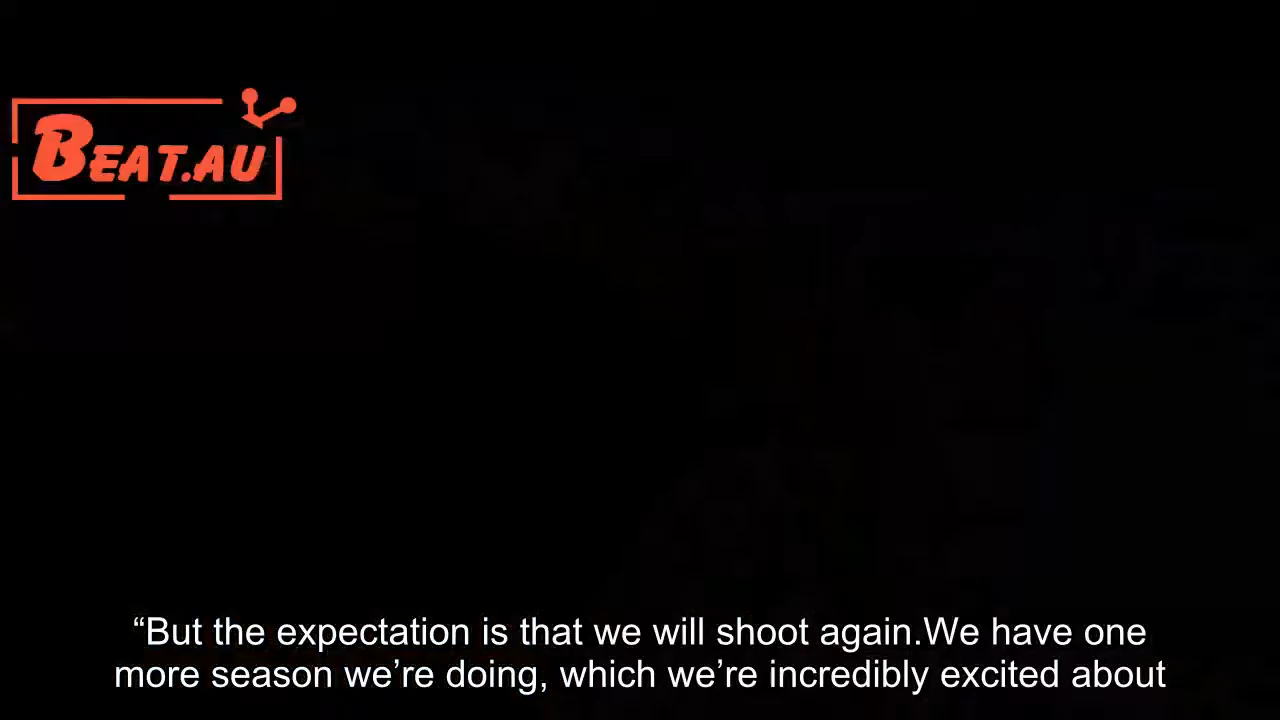 BEAT.AU
“But the expectation is that we will shoot again.We have one
more season we’re doing, which we’re incredibly excited about